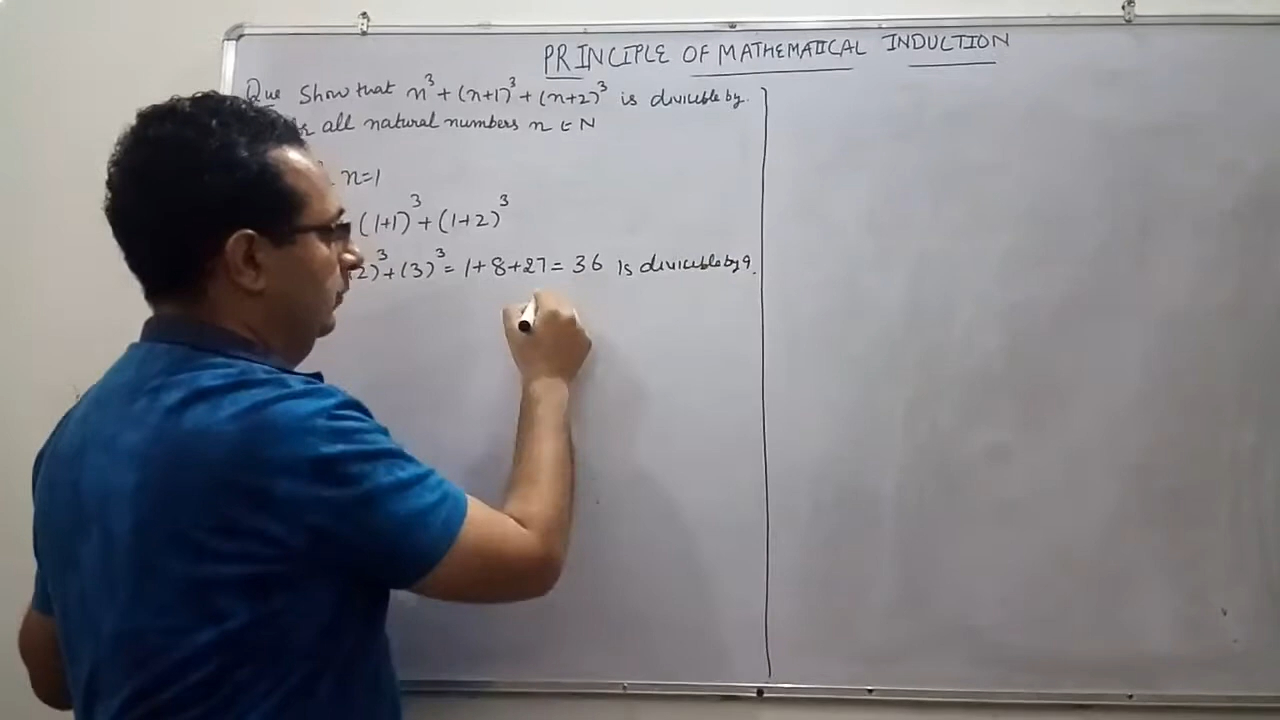 PRINCIPLE OF MATHEMATICAL INDUCTION
Que Show that n³ + (n+1)³ + (n+2)³ is divisible by.
all natural numbers n ∈ N
n=1
(1+1)³ + (1+2)³
2)³ + (3)³ = 1 + 8 + 27 = 36 is divisible by 9.